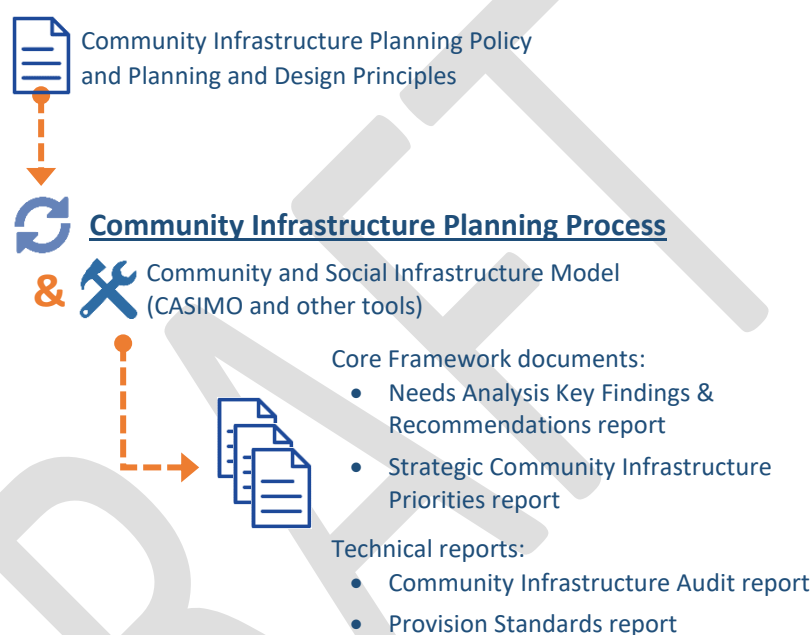 Community Infrastructure Planning Policy
and Planning and Design Principles
Community Infrastructure Planning Process
& Community and Social Infrastructure Model
(CASIMO and other tools)
Core Framework documents:
• Needs Analysis Key Findings &
Recommendations report
• Strategic Community Infrastructure
Priorities report
Technical reports:
• Community Infrastructure Audit report
• Provision Standards report
DRAFT